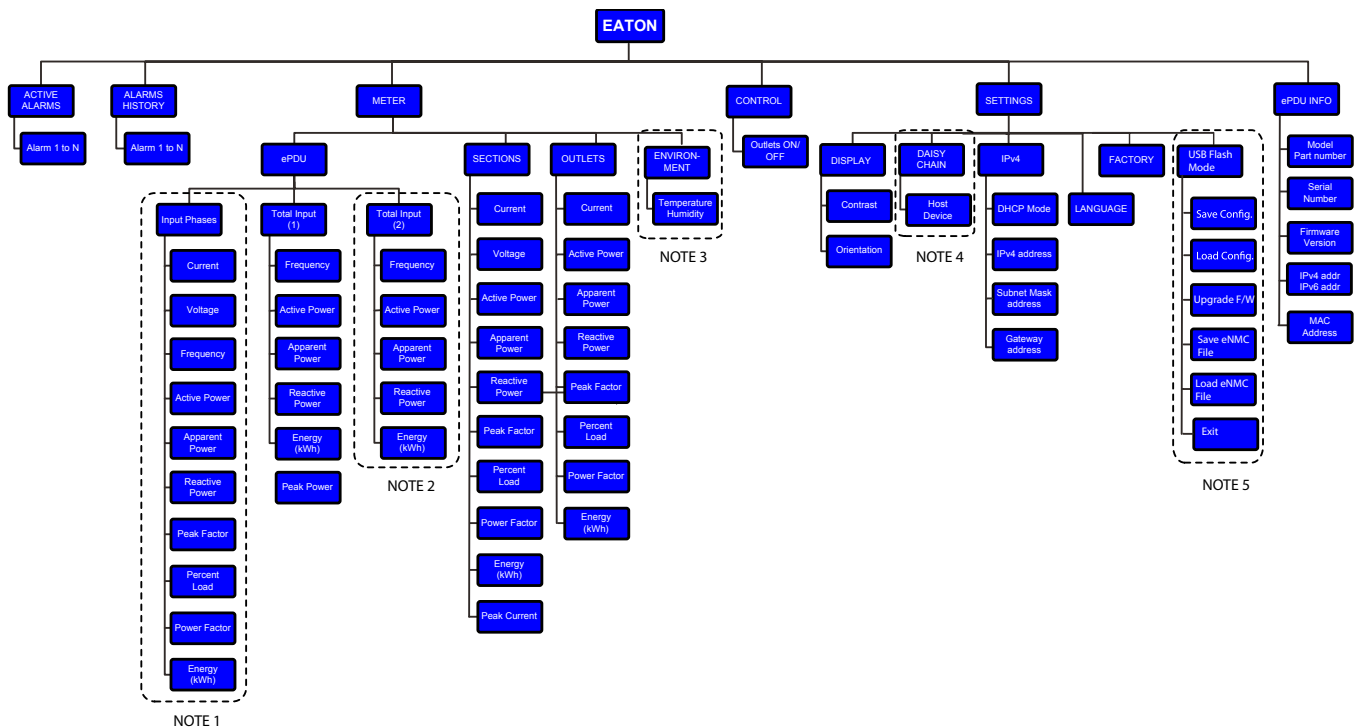 EATON
ACTIVE
ALARMS
Alarm 1 to N
ALARMS
HISTORY
Alarm 1 to N
METER
ePDU
Input Phases
Current
Voltage
Frequency
Active Power
Apparent
Power
Reactive
Power
Peak Factor
Percent
Load
Power Factor
Energy
(kWh)
NOTE 1
Total Input
(1)
Frequency
Active Power
Apparent
Power
Reactive
Power
Energy
(kWh)
Peak Power
Total Input
(2)
Frequency
Active Power
Apparent
Power
Reactive
Power
Energy
(kWh)
NOTE 2
SECTIONS
Current
Voltage
Active Power
Apparent
Power
Reactive
Power
Peak Factor
Percent
Load
Power Factor
Energy
(kWh)
Peak Current
OUTLETS
Current
Active Power
Apparent
Power
Reactive
Power
Peak Factor
Percent
Load
Power Factor
Energy
(kWh)
ENVIRON-
MENT
Temperature
Humidity
NOTE 3
CONTROL
Outlets ON/
OFF
SETTINGS
DISPLAY
Contrast
Orientation
DAISY
CHAIN
Host
Device
NOTE 4
IPv4
DHCP Mode
IPv4 address
Subnet Mask
address
Gateway
address
LANGUAGE
FACTORY
USB Flash
Mode
Save Config.
Load Config.
Upgrade F/W
Save eNMC
File
Load eNMC
File
Exit
NOTE 5
ePDU INFO
Model
Part number
Serial
Number
Firmware
Version
IPv4 addr
IPv6 addr
MAC
Address